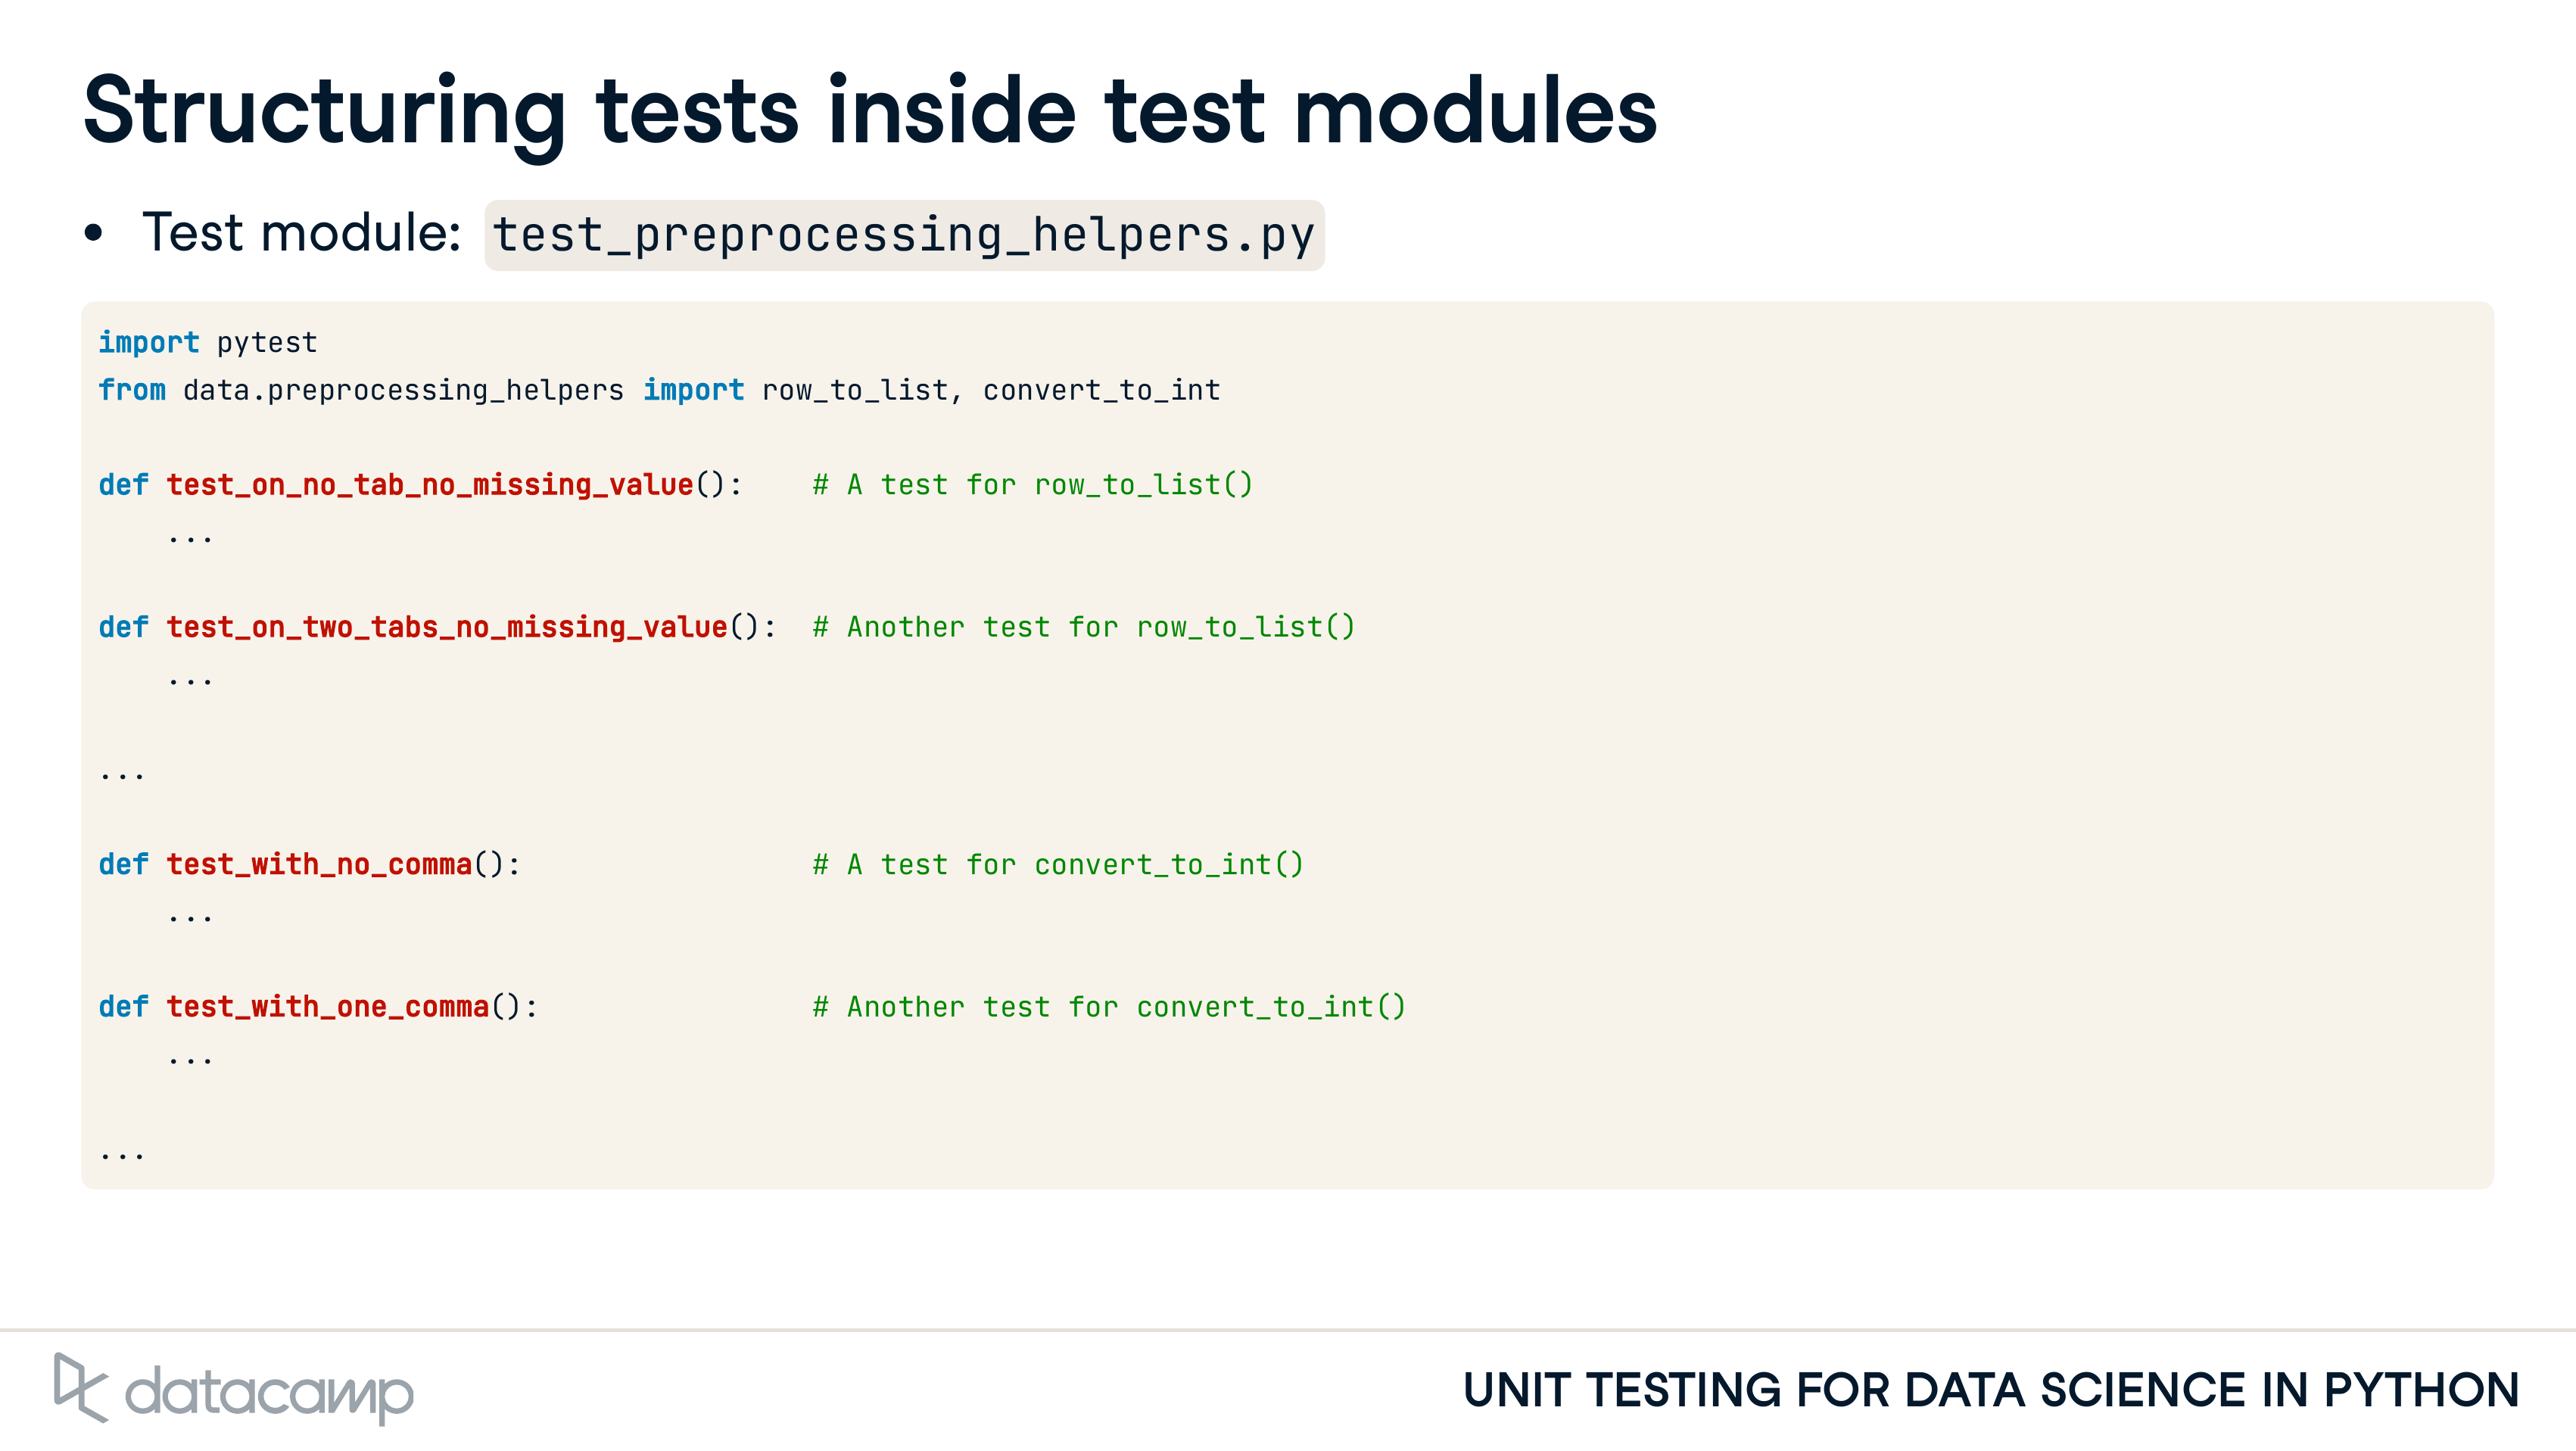 Structuring tests inside test modules
• Test module: test_preprocessing_helpers.py
import pytest
from data.preprocessing_helpers import row_to_list, convert_to_int
def test_on_no_tab_no_missing_value():    # A test for row_to_list()
    ...
def test_on_two_tabs_no_missing_value():  # Another test for row_to_list()
    ...
...
def test_with_no_comma():                 # A test for convert_to_int()
    ...
def test_with_one_comma():                # Another test for convert_to_int()
    ...
...
datacamp
UNIT TESTING FOR DATA SCIENCE IN PYTHON